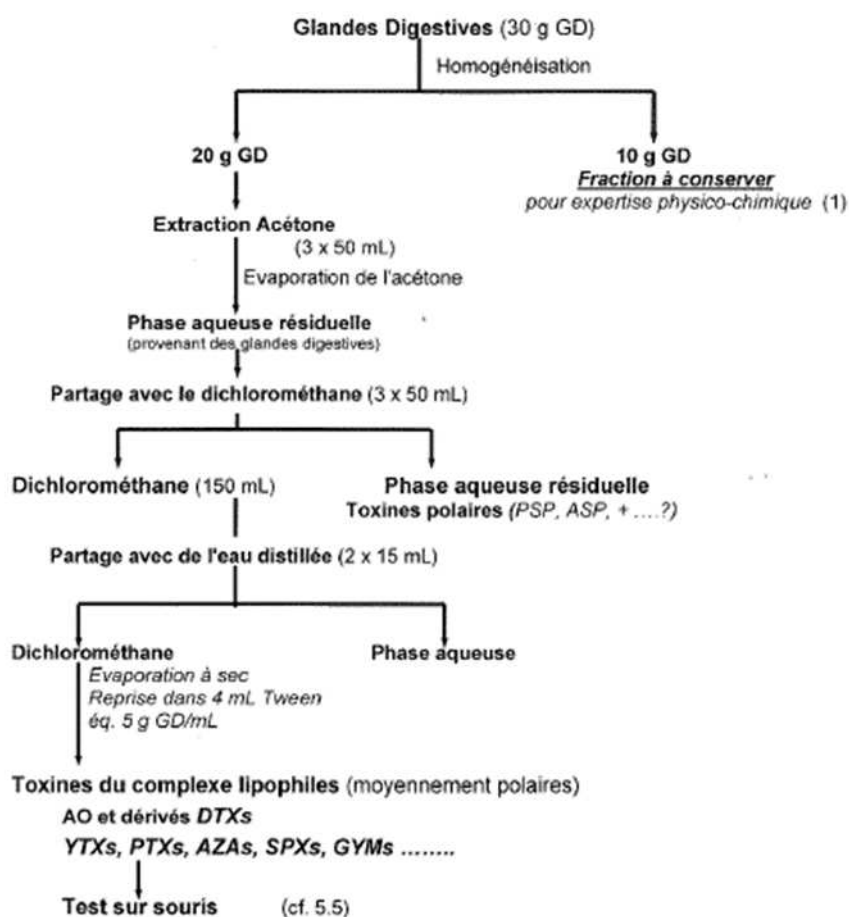 Glandes Digestives (30 g GD)
Homogénéisation
20 g GD
10 g GD
Fraction à conserver
pour expertise physico-chimique (1)
Extraction Acétone
(3 x 50 mL)
Evaporation de l'acétone
Phase aqueuse résiduelle
(provenant des glandes digestives)
Partage avec le dichlorométhane (3 x 50 mL)
Dichlorométhane (150 mL)
Phase aqueuse résiduelle
Toxines polaires (PSP, ASP, + ....?)
Partage avec de l'eau distillée (2 x 15 mL)
Dichlorométhane
Phase aqueuse
Evaporation à sec
Reprise dans 4 mL Tween
éq. 5 g GD/mL
Toxines du complexe lipophiles (moyennement polaires)
AO et dérivés DTXs
YTXs, PTXs, AZAs, SPXs, GYMs ........
Test sur souris (cf. 5.5)